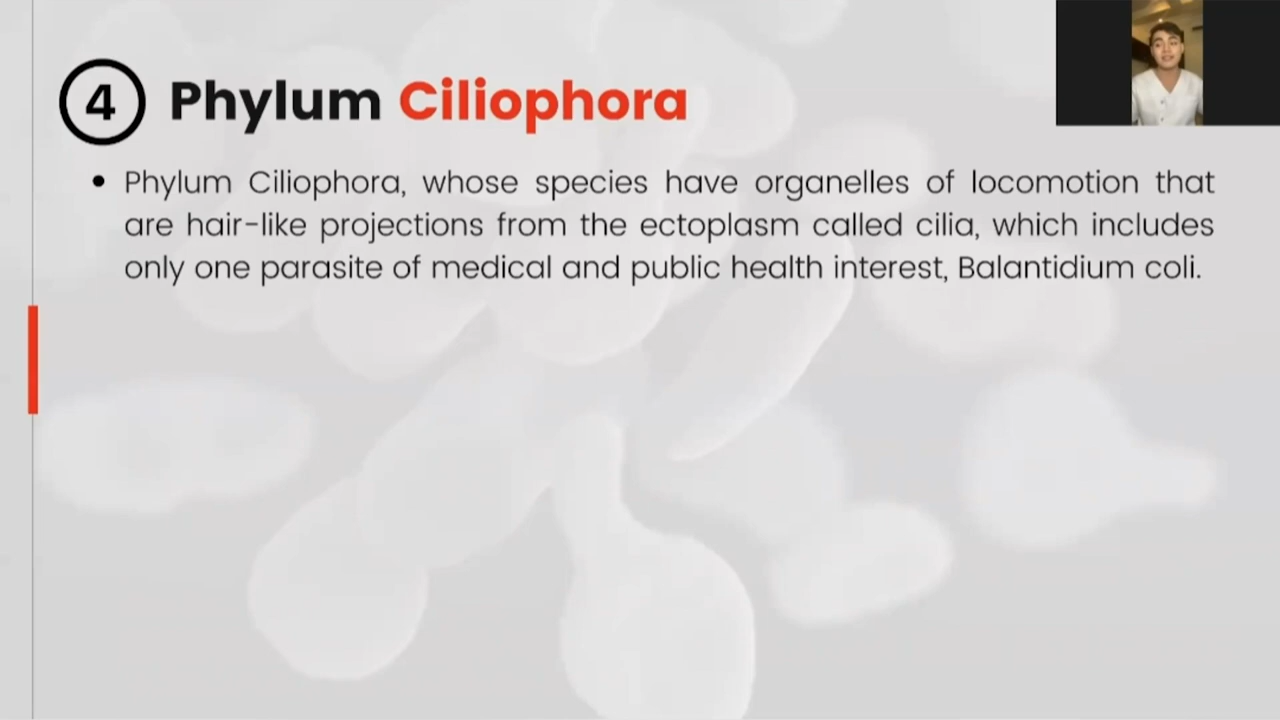 4 Phylum Ciliophora
• Phylum Ciliophora, whose species have organelles of locomotion that
are hair-like projections from the ectoplasm called cilia, which includes
only one parasite of medical and public health interest, Balantidium coli.